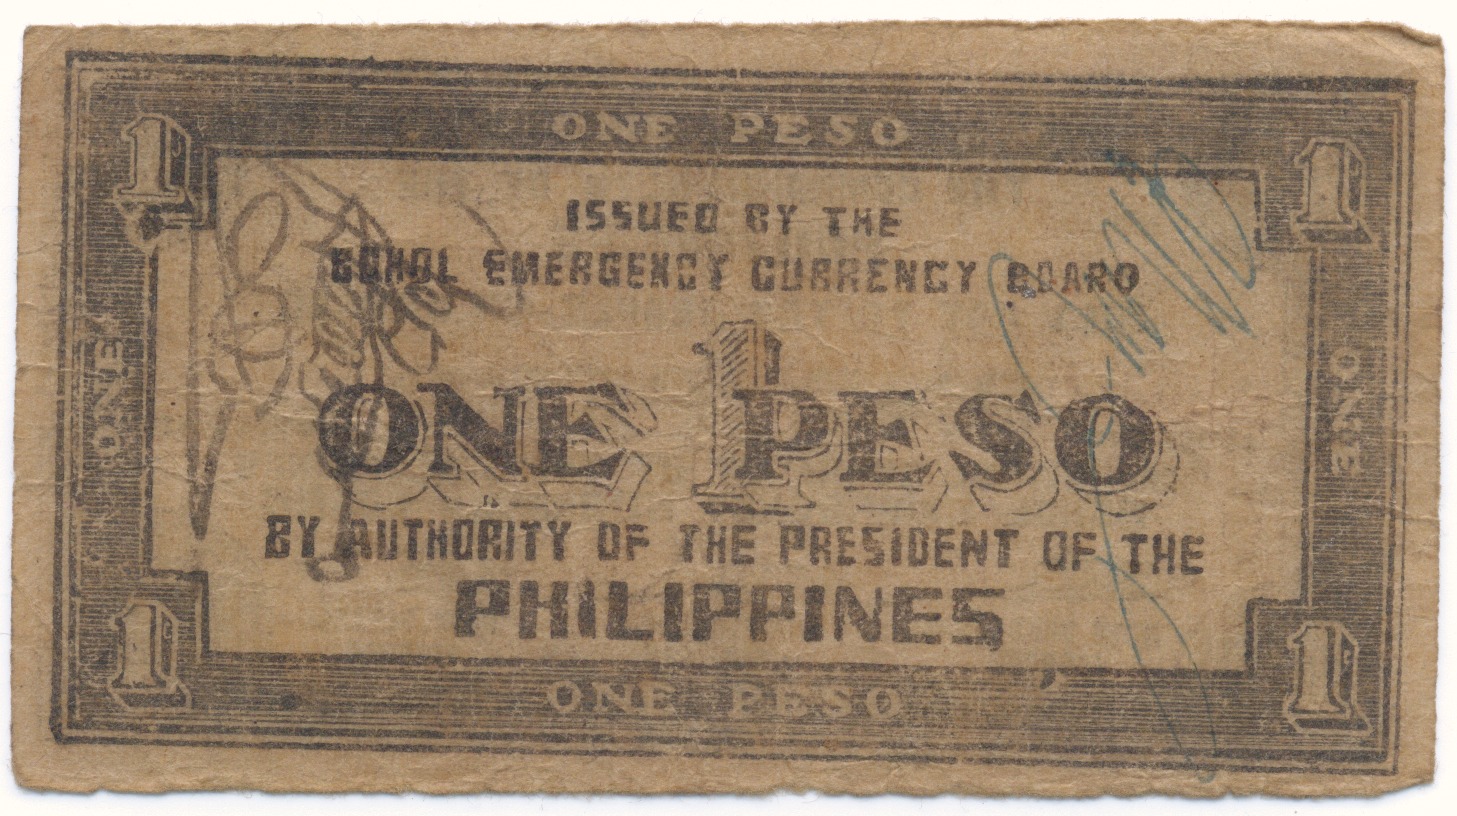 ONE PESO
1 1
ISSUED BY THE
BOHOL EMERGENCY CURRENCY BOARD
ONE 1 PESO
ONE ONE
BY AUTHORITY OF THE PRESIDENT OF THE
PHILIPPINES
1 1
ONE PESO